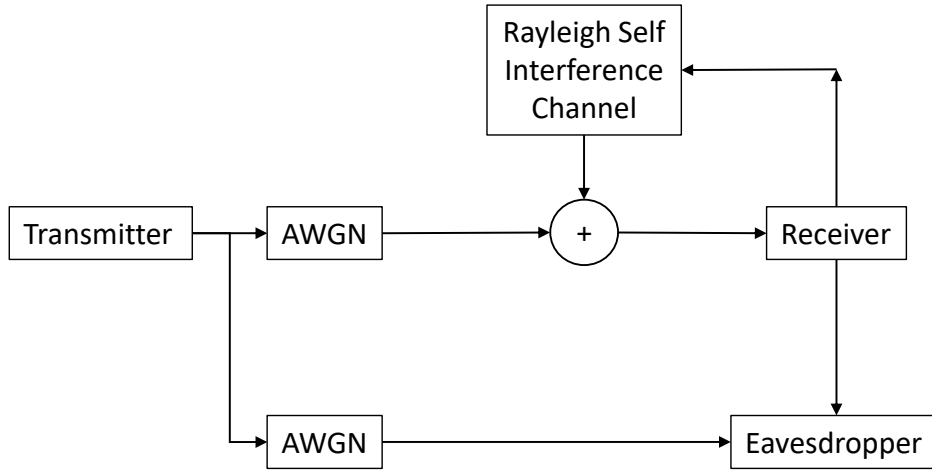 Rayleigh Self
Interference
Channel
Transmitter
AWGN
+
Receiver
AWGN
Eavesdropper